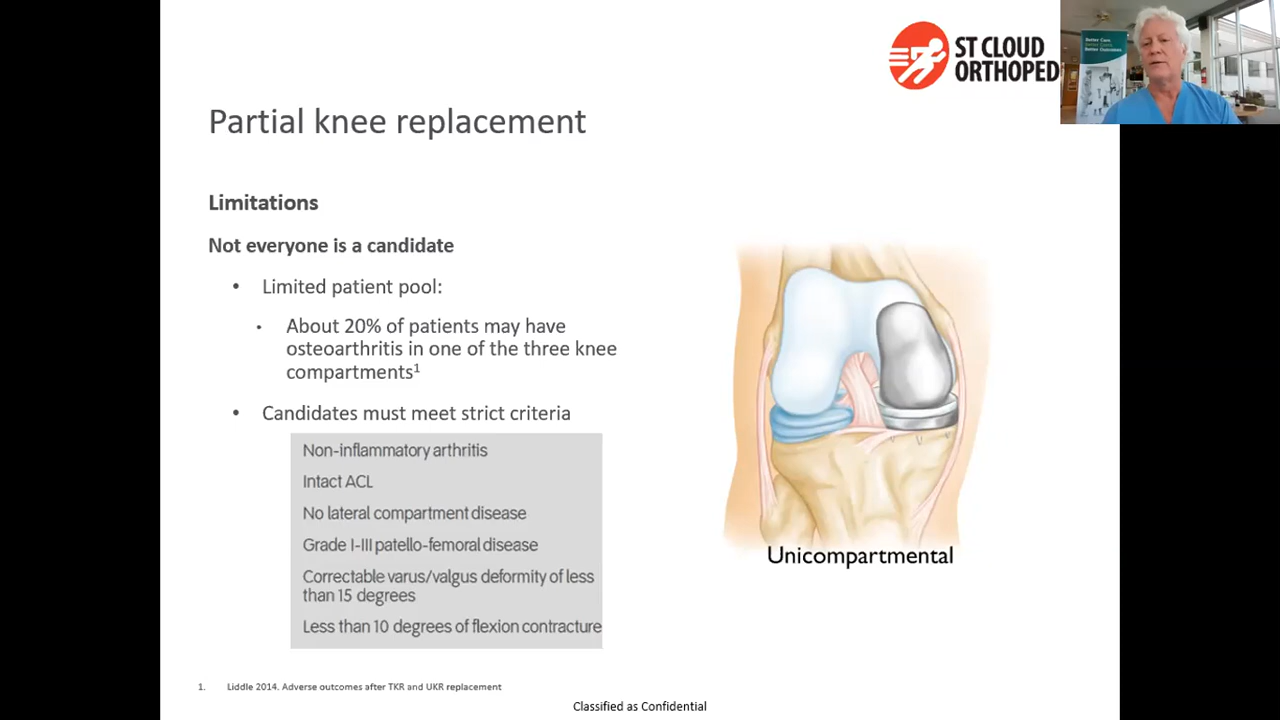 ST CLOUD
ORTHOPED
Better Care.
Better Outcomes.
Partial knee replacement
Limitations
Not everyone is a candidate
• Limited patient pool:
• About 20% of patients may have
osteoarthritis in one of the three knee
compartments1
• Candidates must meet strict criteria
Non-inflammatory arthritis
Intact ACL
No lateral compartment disease
Grade I-III patello-femoral disease
Correctable varus/valgus deformity of less
than 15 degrees
Less than 10 degrees of flexion contracture
Unicompartmental
1. Liddle 2014. Adverse outcomes after TKR and UKR replacement
Classified as Confidential